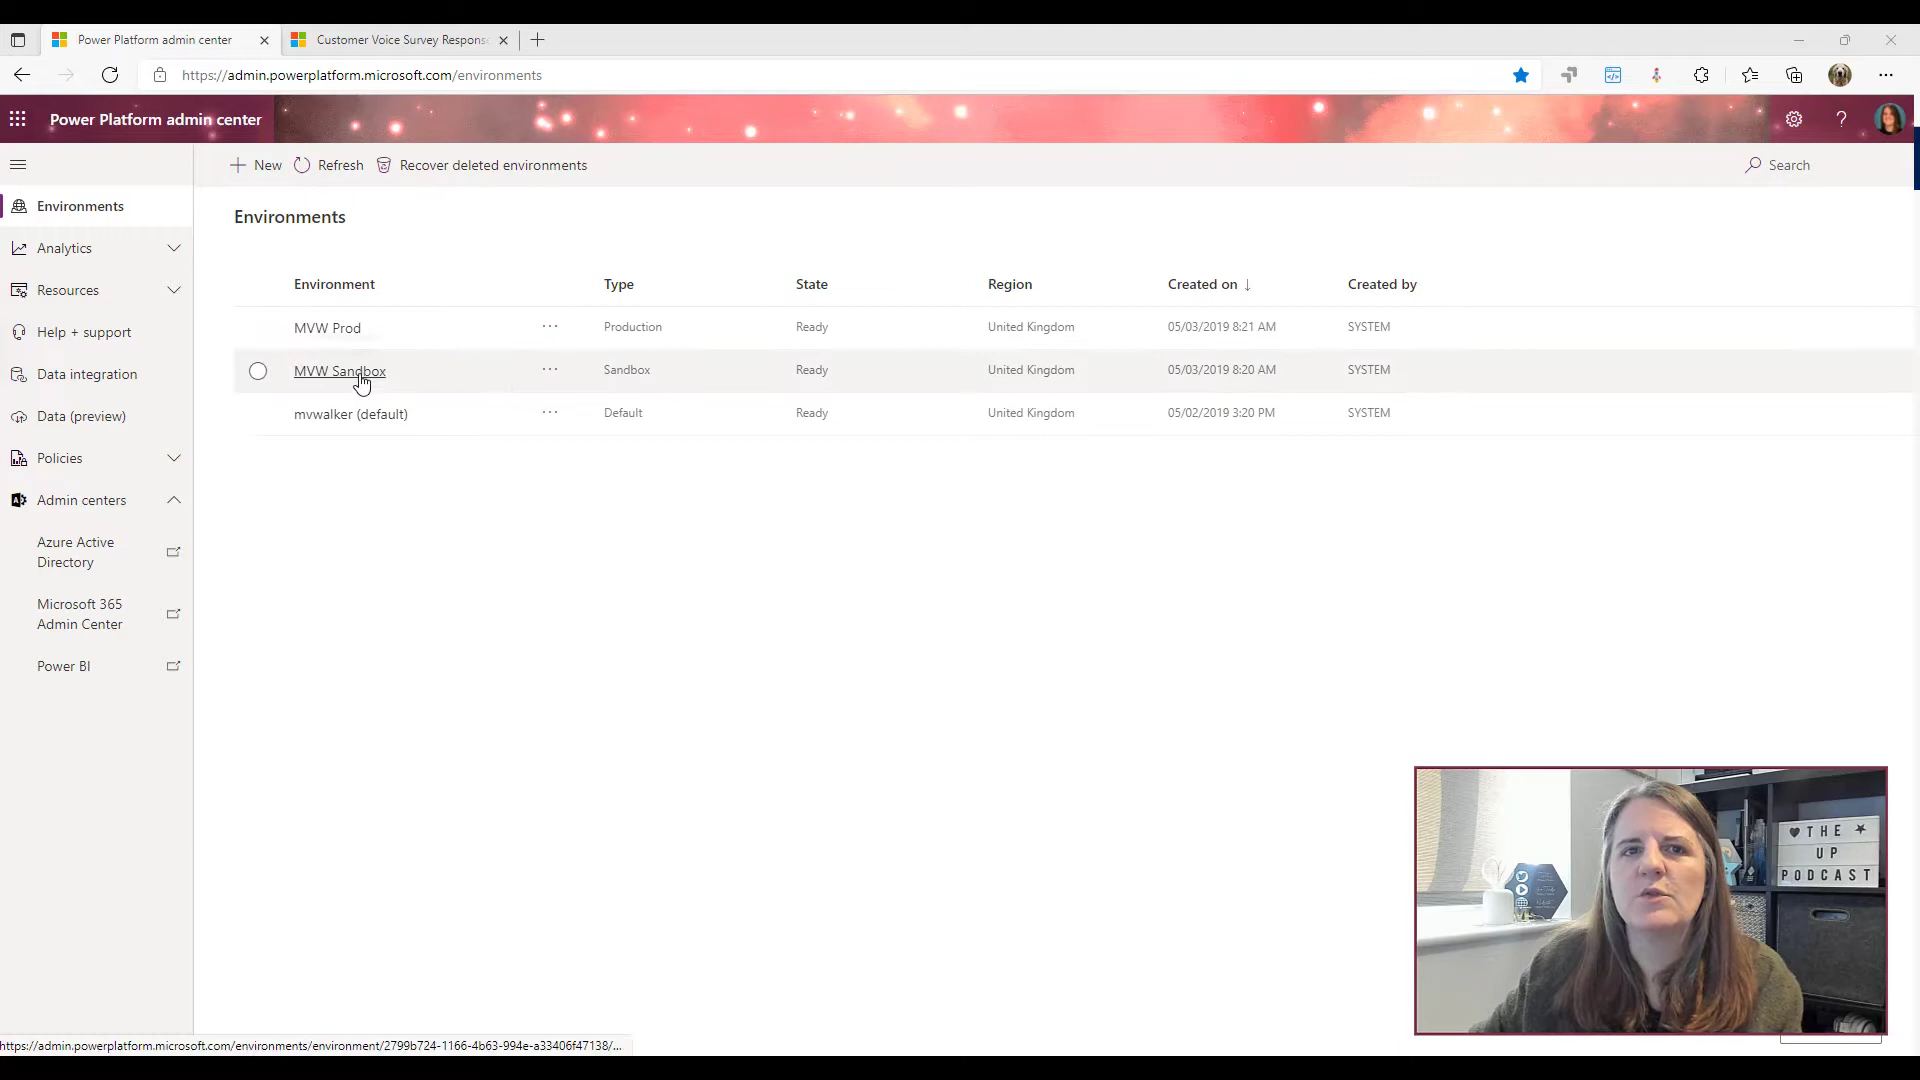 Power Platform admin center
Customer Voice Survey Respons
https://admin.powerplatform.microsoft.com/environments
Power Platform admin center
New
Refresh
Recover deleted environments
Search
Environments
Analytics
Resources
Help + support
Data integration
Data (preview)
Policies
Admin centers
Azure Active
Directory
Microsoft 365
Admin Center
Power BI
Environments
Environment Type State Region Created on ↓ Created by
MVW Prod ··· Production Ready United Kingdom 05/03/2019 8:21 AM SYSTEM
MVW Sandbox ··· Sandbox Ready United Kingdom 05/03/2019 8:20 AM SYSTEM
mvwalker (default) ··· Default Ready United Kingdom 05/02/2019 3:20 PM SYSTEM
THE
UP
PODCAST
https://admin.powerplatform.microsoft.com/environments/environment/2799b724-1166-4b63-994e-a33406f47138/...